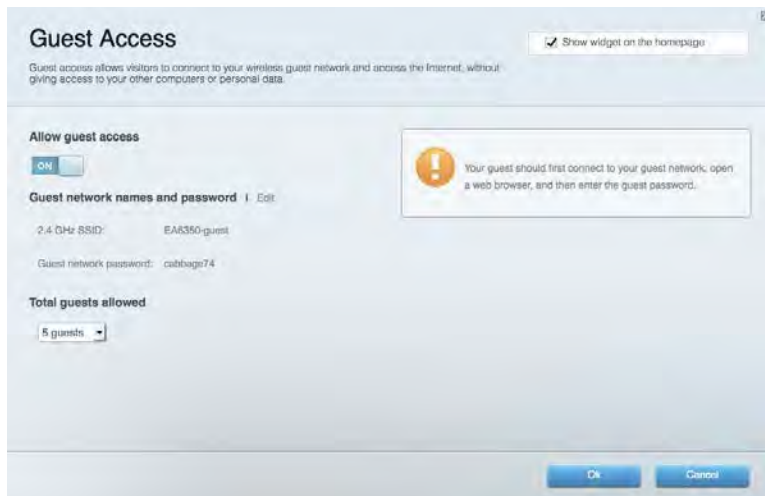 Guest Access
Show widget on the homepage
Guest access allows visitors to connect to your wireless guest network and access the Internet, without
giving access to your other computers or personal data.
Allow guest access
ON
Your guest should first connect to your guest network, open
a web browser, and then enter the guest password.
Guest network names and password | Edit
2.4 GHz SSID: EA6350-guest
Guest network password: cabbage74
Total guests allowed
5 guests
Ok
Cancel